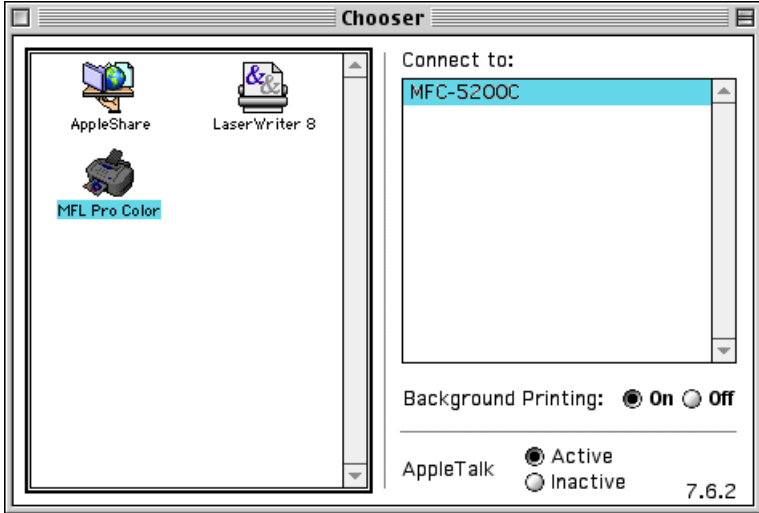 Chooser
AppleShare
LaserWriter 8
MFL Pro Color
Connect to:
MFC-5200C
Background Printing: On Off
AppleTalk Active
Inactive
7.6.2